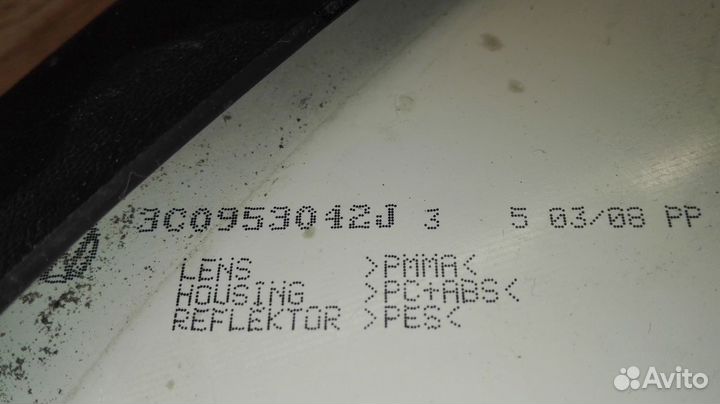 3C0953042J 3 5 03/08 PP
LENS >PMMA<
HOUSING >PC+ABS<
REFLEKTOR >PES<
Avito